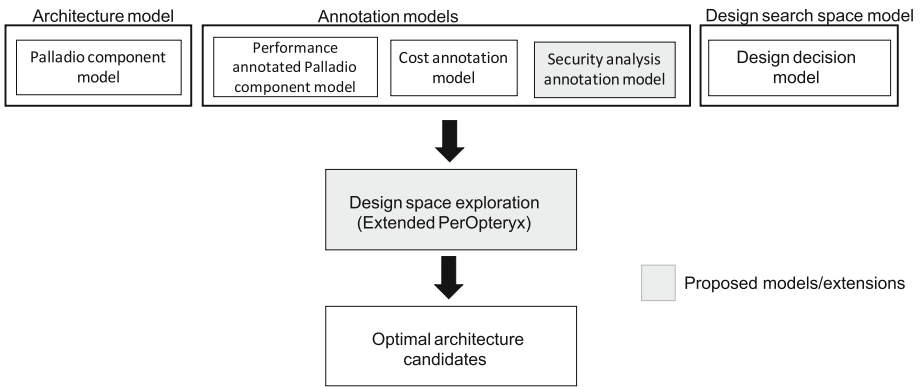 Architecture model
Annotation models
Design search space model
Palladio component
model
Performance
annotated Palladio
component model
Cost annotation
model
Security analysis
annotation model
Design decision
model
Design space exploration
(Extended PerOpteryx)
Proposed models/extensions
Optimal architecture
candidates